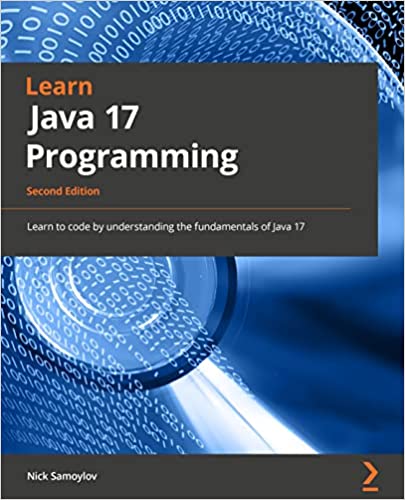 Learn
Java 17
Programming
Second Edition
Learn to code by understanding the fundamentals of Java 17
Nick Samoylov